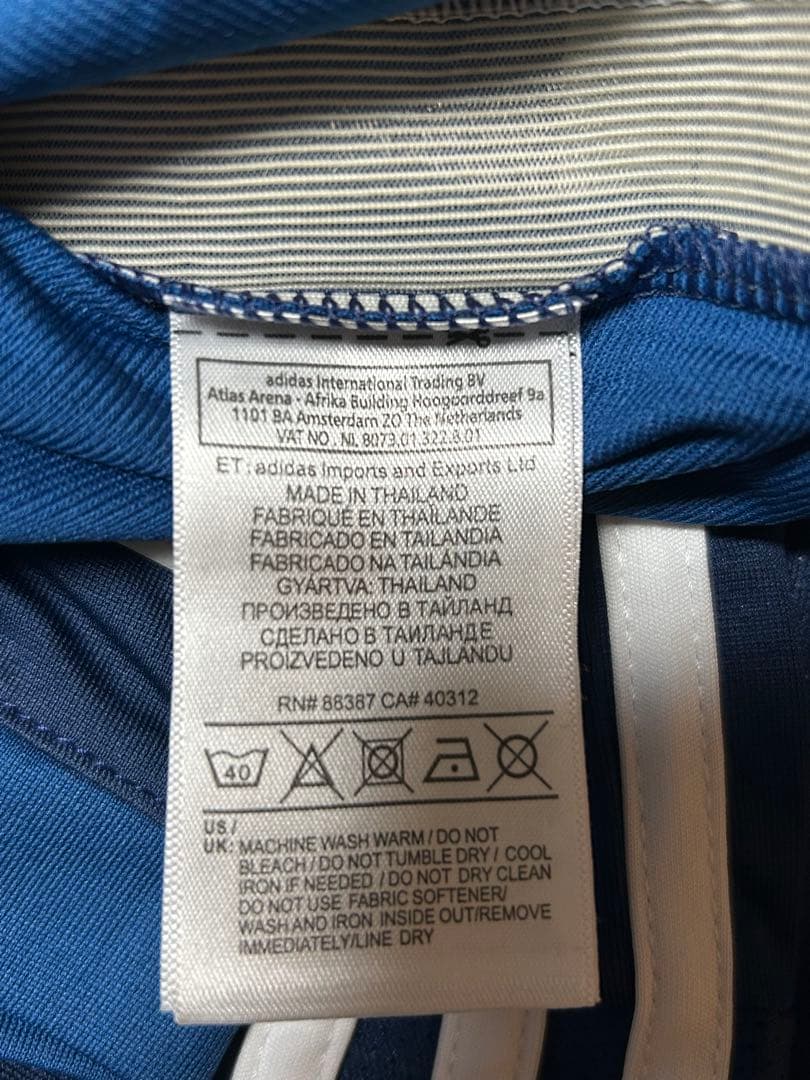 adidas International Trading BV
Atlas Arena - Afrika Building Hoogoorddreef 9a
1101 BA Amsterdam ZO The Netherlands
VAT NO. NL 8073.01.322.B.01
ET: adidas Imports and Exports Ltd
MADE IN THAILAND
FABRIQUÉ EN THAÏLANDE
FABRICADO EN TAILANDIA
FABRICADO NA TAILÂNDIA
GYÁRTVA: THAILAND
ПРОИЗВЕДЕНО В ТАЙЛАНД
СДЕЛАНО В ТАИЛАНДЕ
PROIZVEDENO U TAJLANDU
RN# 88387 CA# 40312
40
US /
UK: MACHINE WASH WARM / DO NOT
BLEACH / DO NOT TUMBLE DRY / COOL
IRON IF NEEDED / DO NOT DRY CLEAN
DO NOT USE FABRIC SOFTENER/
WASH AND IRON INSIDE OUT/REMOVE
IMMEDIATELY/LINE DRY